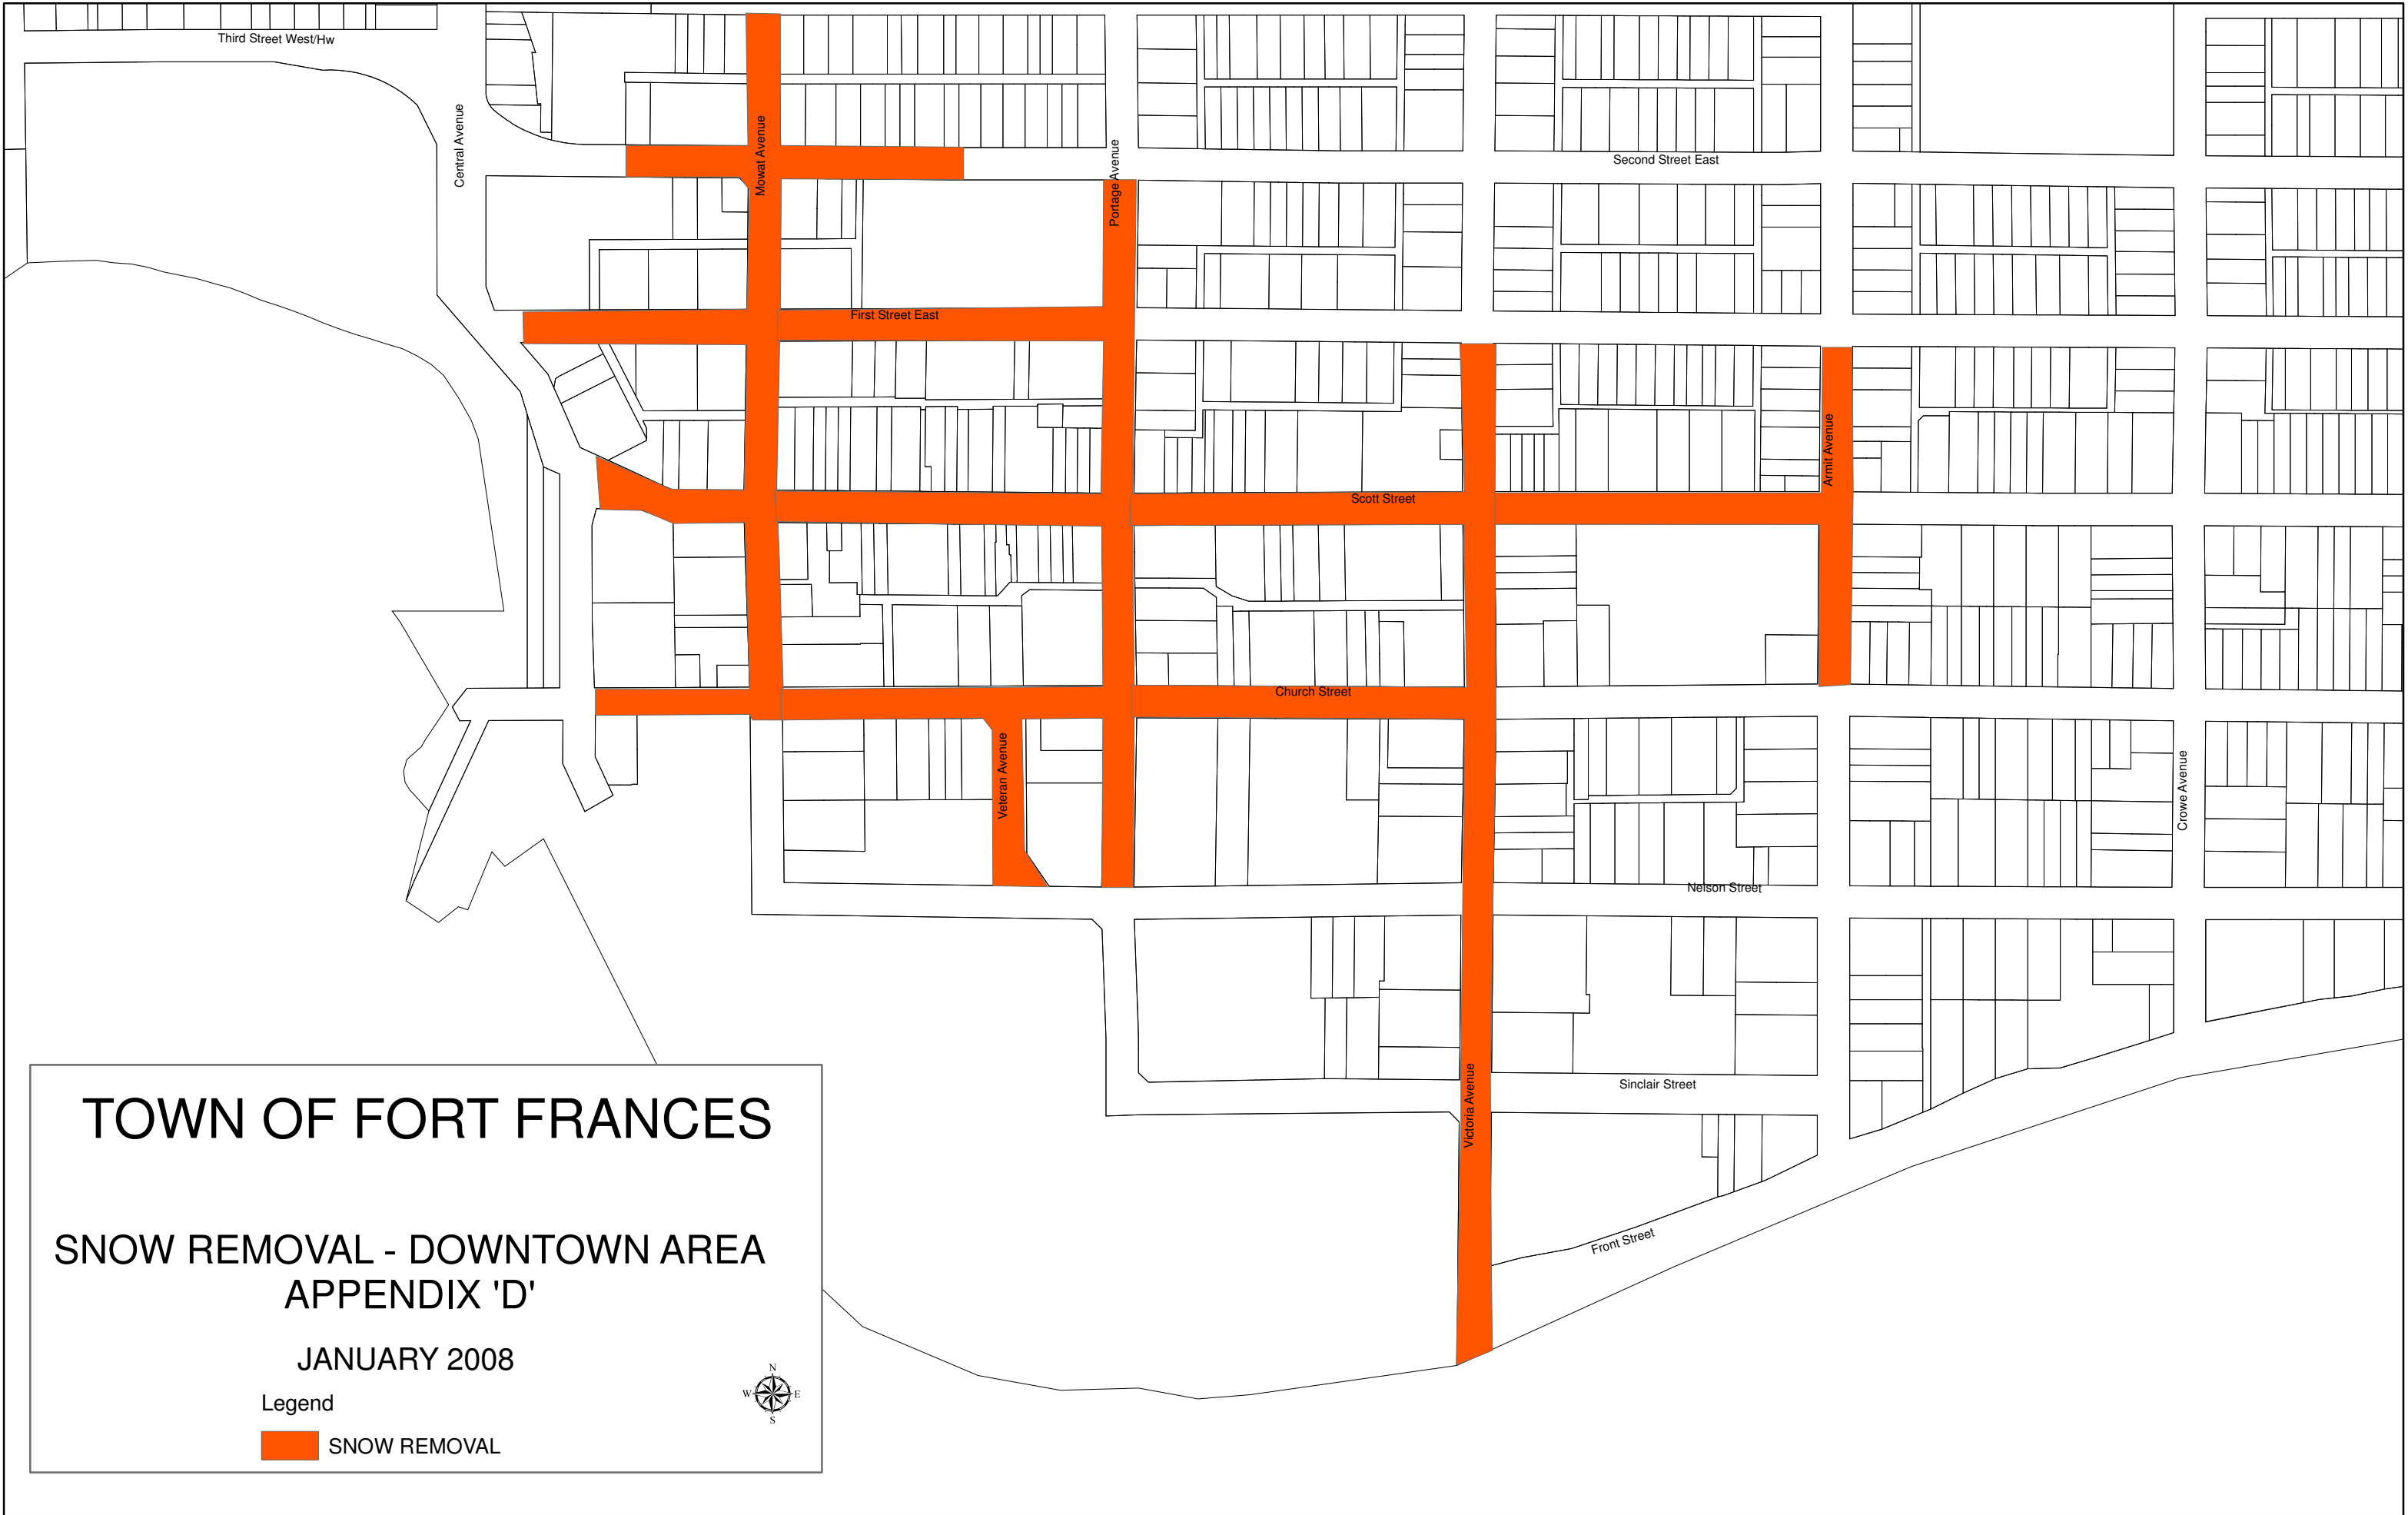 Third Street West/Hw
Central Avenue
Mowat Avenue
Portage Avenue
Second Street East
First Street East
Scott Street
Armit Avenue
Church Street
Veteran Avenue
Crowe Avenue
Nelson Street
Sinclair Street
Victoria Avenue
Front Street
TOWN OF FORT FRANCES
SNOW REMOVAL - DOWNTOWN AREA
APPENDIX 'D'
JANUARY 2008
Legend
SNOW REMOVAL
N
W E
S